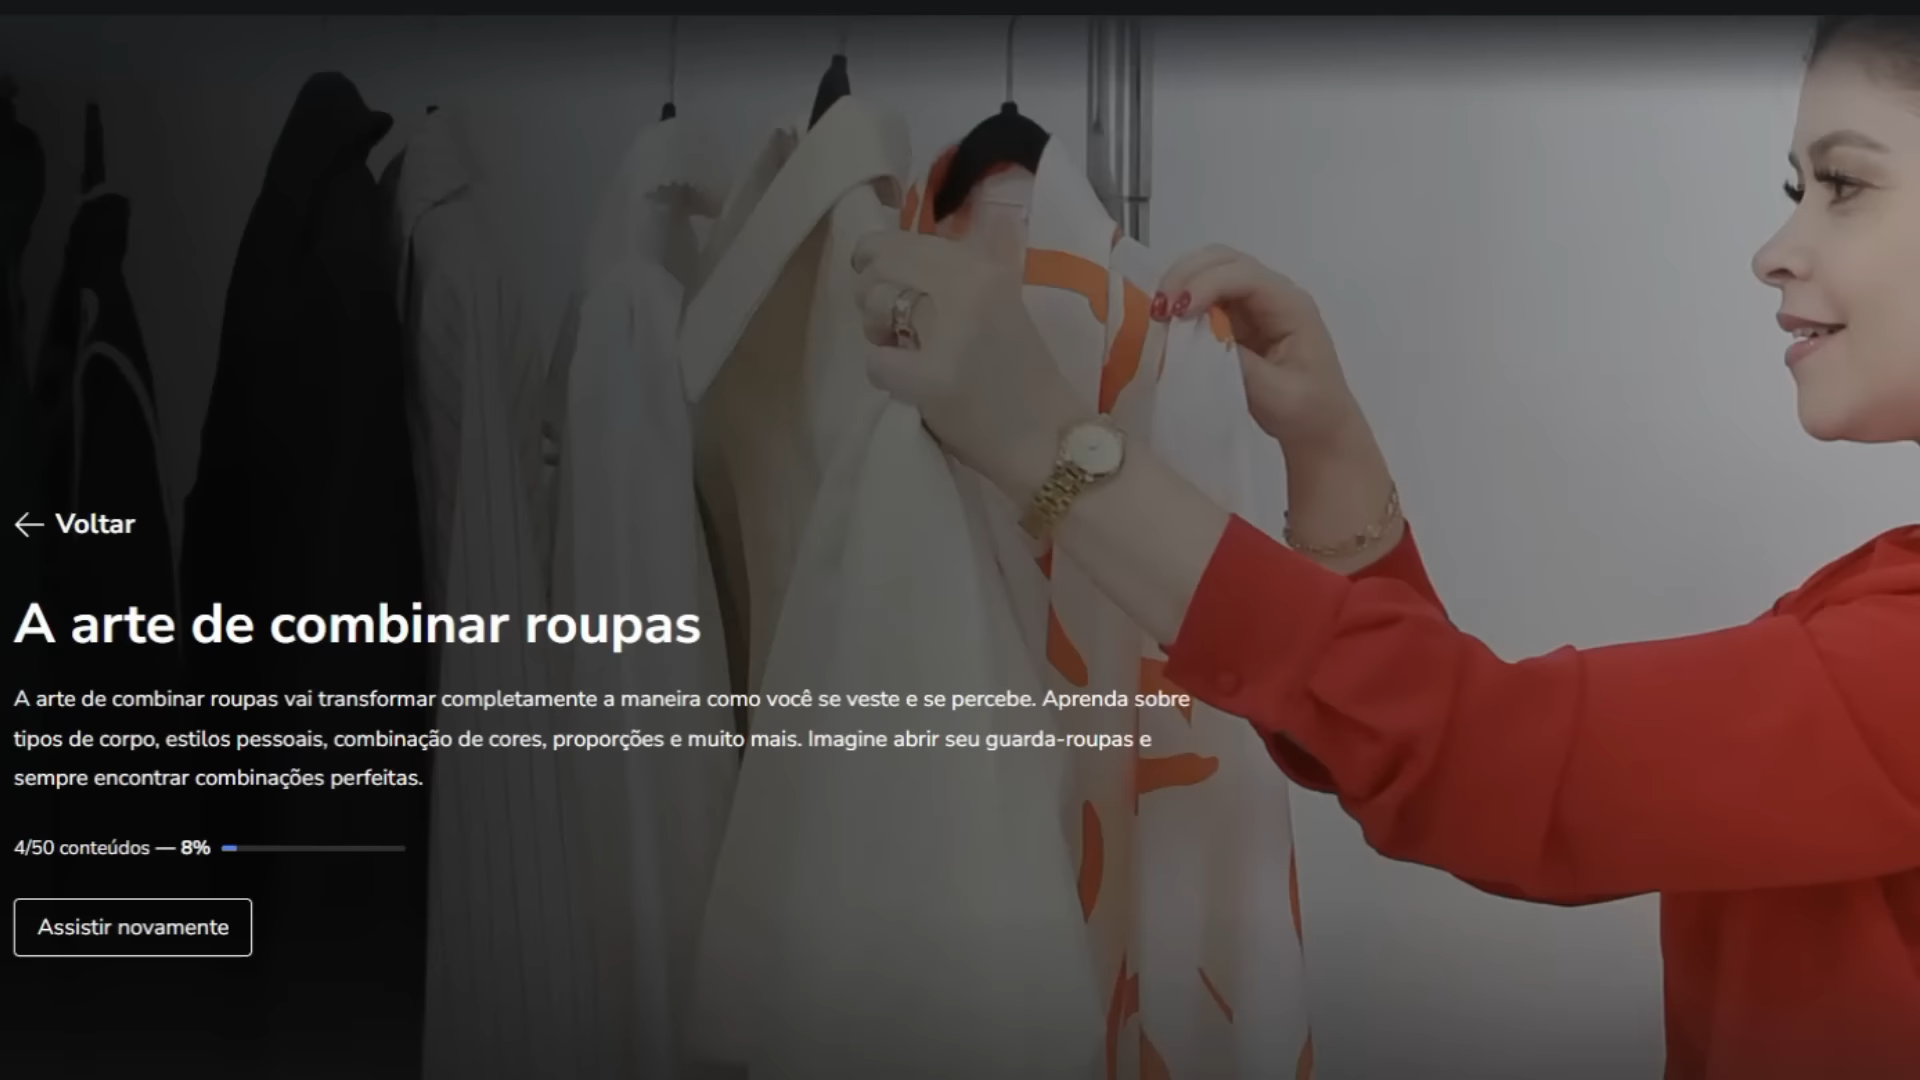 Voltar
A arte de combinar roupas
A arte de combinar roupas vai transformar completamente a maneira como você se veste e se percebe. Aprenda sobre
tipos de corpo, estilos pessoais, combinação de cores, proporções e muito mais. Imagine abrir seu guarda-roupas e
sempre encontrar combinações perfeitas.
4/50 conteúdos — 8%
Assistir novamente